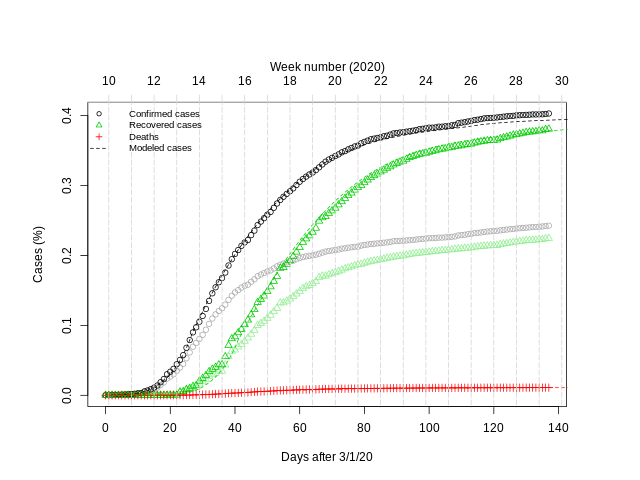 Week number (2020)
10 12 14 16 18 20 22 24 26 27 29 30
Confirmed cases
Recovered cases
Deaths
Modeled cases
Cases (%)
0.4
0.3
0.2
0.1
0.0
0 20 40 60 80 100 120 140
Days after 3/1/20